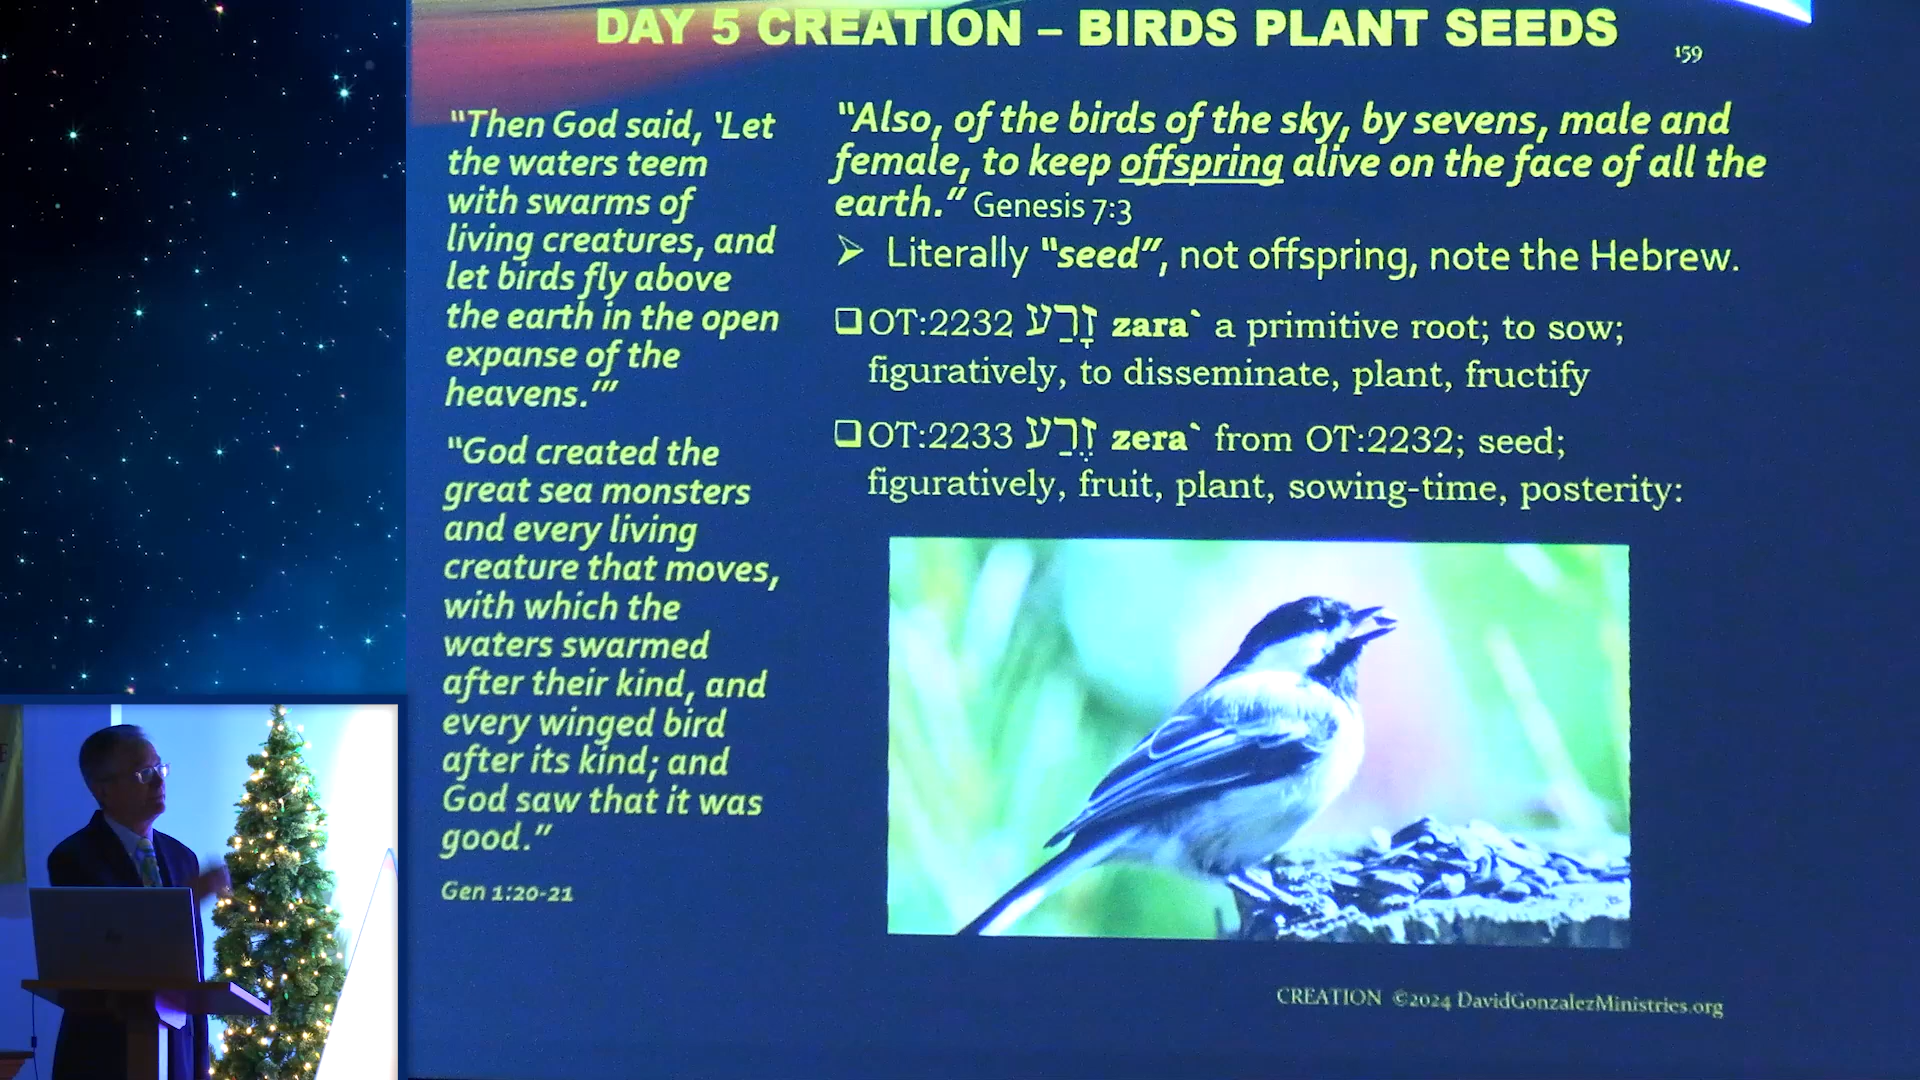 DAY 5 CREATION – BIRDS PLANT SEEDS
159
“Then God said, ‘Let
the waters teem
with swarms of
living creatures, and
let birds fly above
the earth in the open
expanse of the
heavens.’”
“God created the
great sea monsters
and every living
creature that moves,
with which the
waters swarmed
after their kind, and
every winged bird
after its kind; and
God saw that it was
good.”
Gen 1:20-21
“Also, of the birds of the sky, by sevens, male and
female, to keep offspring alive on the face of all the
earth.” Genesis 7:3
➢ Literally “seed”, not offspring, note the Hebrew.
❑ OT:2232 זָרַע zara` a primitive root; to sow;
figuratively, to disseminate, plant, fructify
❑ OT:2233 זֶרַע zera` from OT:2232; seed;
figuratively, fruit, plant, sowing-time, posterity:
CREATION ©2024 DavidGonzalezMinistries.org